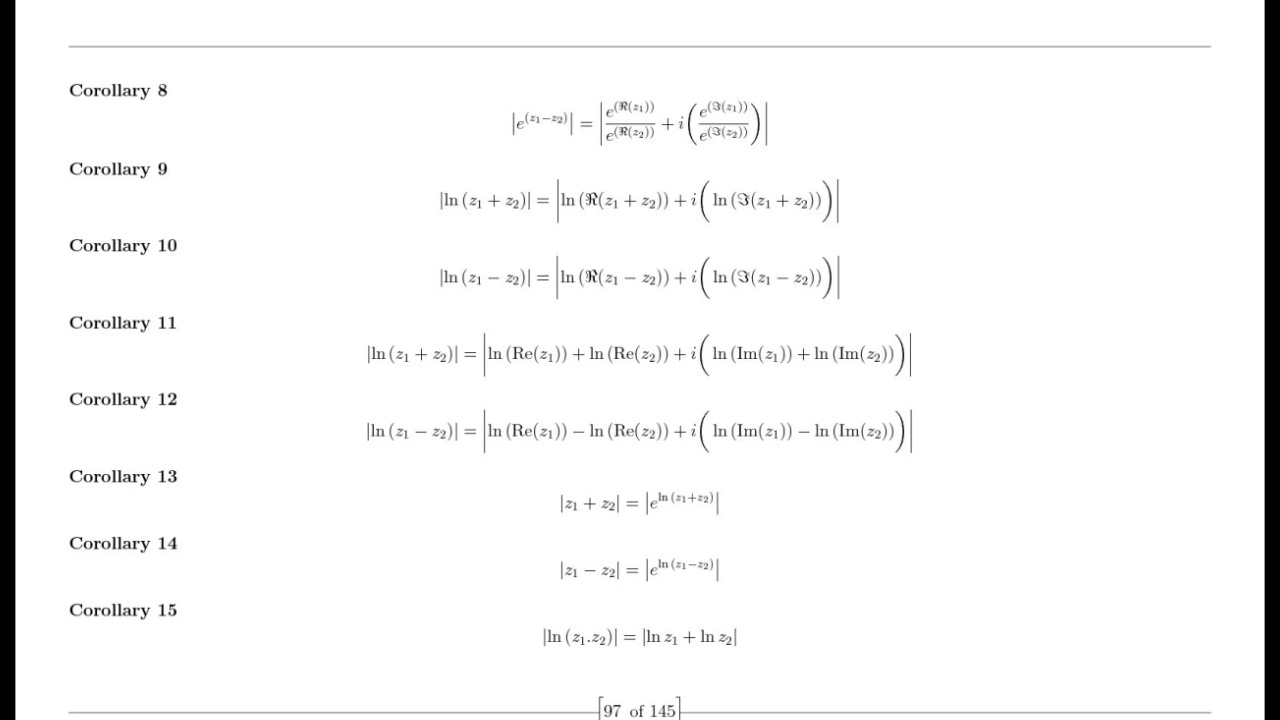 Corollary 8
|e^(z₁−z₂)| = |e^(ℜ(z₁))/e^(ℜ(z₂)) + i(e^(ℑ(z₁))/e^(ℑ(z₂)))|
Corollary 9
|ln (z₁ + z₂)| = |ln (ℜ(z₁ + z₂)) + i( ln (ℑ(z₁ + z₂)))|
Corollary 10
|ln (z₁ − z₂)| = |ln (ℜ(z₁ − z₂)) + i( ln (ℑ(z₁ − z₂)))|
Corollary 11
|ln (z₁ + z₂)| = |ln (Re(z₁)) + ln (Re(z₂)) + i( ln (Im(z₁)) + ln (Im(z₂)))|
Corollary 12
|ln (z₁ − z₂)| = |ln (Re(z₁)) − ln (Re(z₂)) + i( ln (Im(z₁)) − ln (Im(z₂)))|
Corollary 13
|z₁ + z₂| = |e^(ln (z₁+z₂))|
Corollary 14
|z₁ − z₂| = |e^(ln (z₁−z₂))|
Corollary 15
|ln (z₁.z₂)| = |ln z₁ + ln z₂|
[97 of 145]